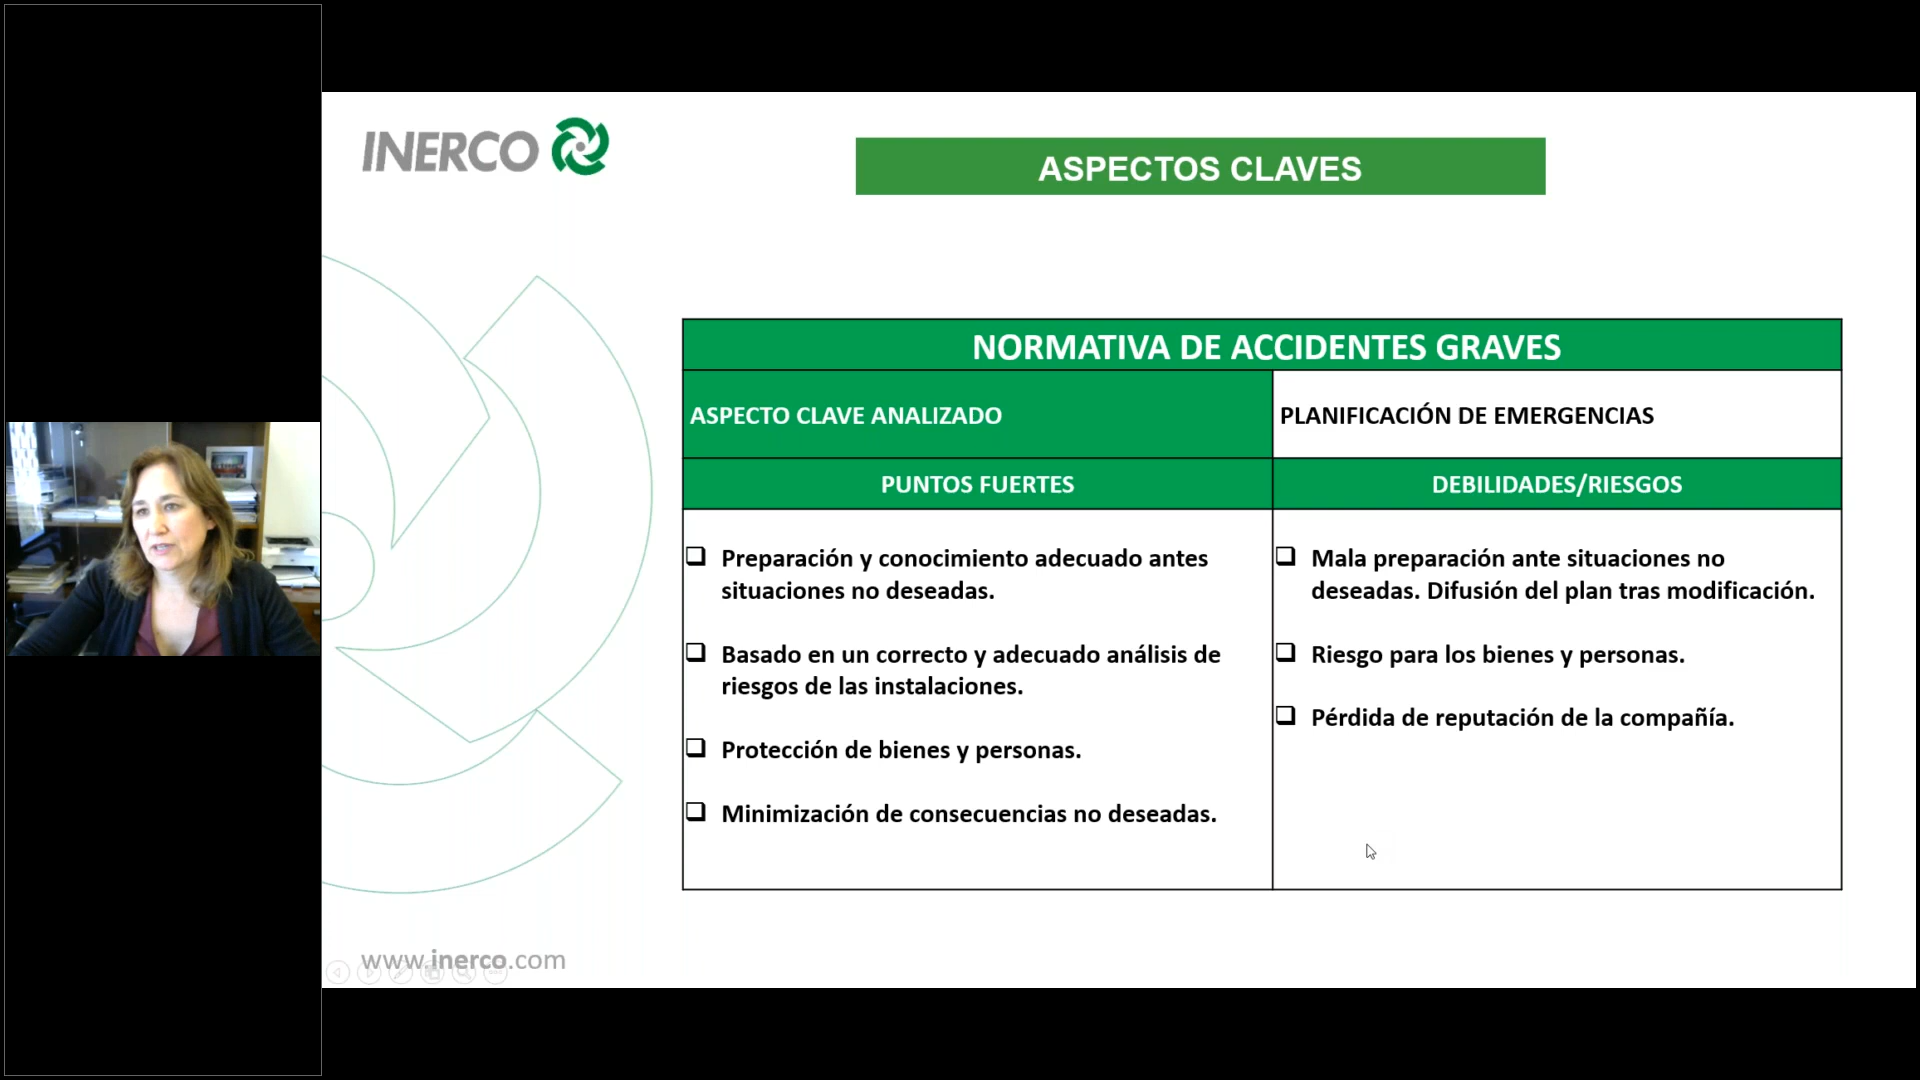 INERCO
ASPECTOS CLAVES
NORMATIVA DE ACCIDENTES GRAVES
ASPECTO CLAVE ANALIZADO
PLANIFICACIÓN DE EMERGENCIAS
PUNTOS FUERTES
DEBILIDADES/RIESGOS
Preparación y conocimiento adecuado antes
situaciones no deseadas.
Basado en un correcto y adecuado análisis de
riesgos de las instalaciones.
Protección de bienes y personas.
Minimización de consecuencias no deseadas.
Mala preparación ante situaciones no
deseadas. Difusión del plan tras modificación.
Riesgo para los bienes y personas.
Pérdida de reputación de la compañía.
www.inerco.com